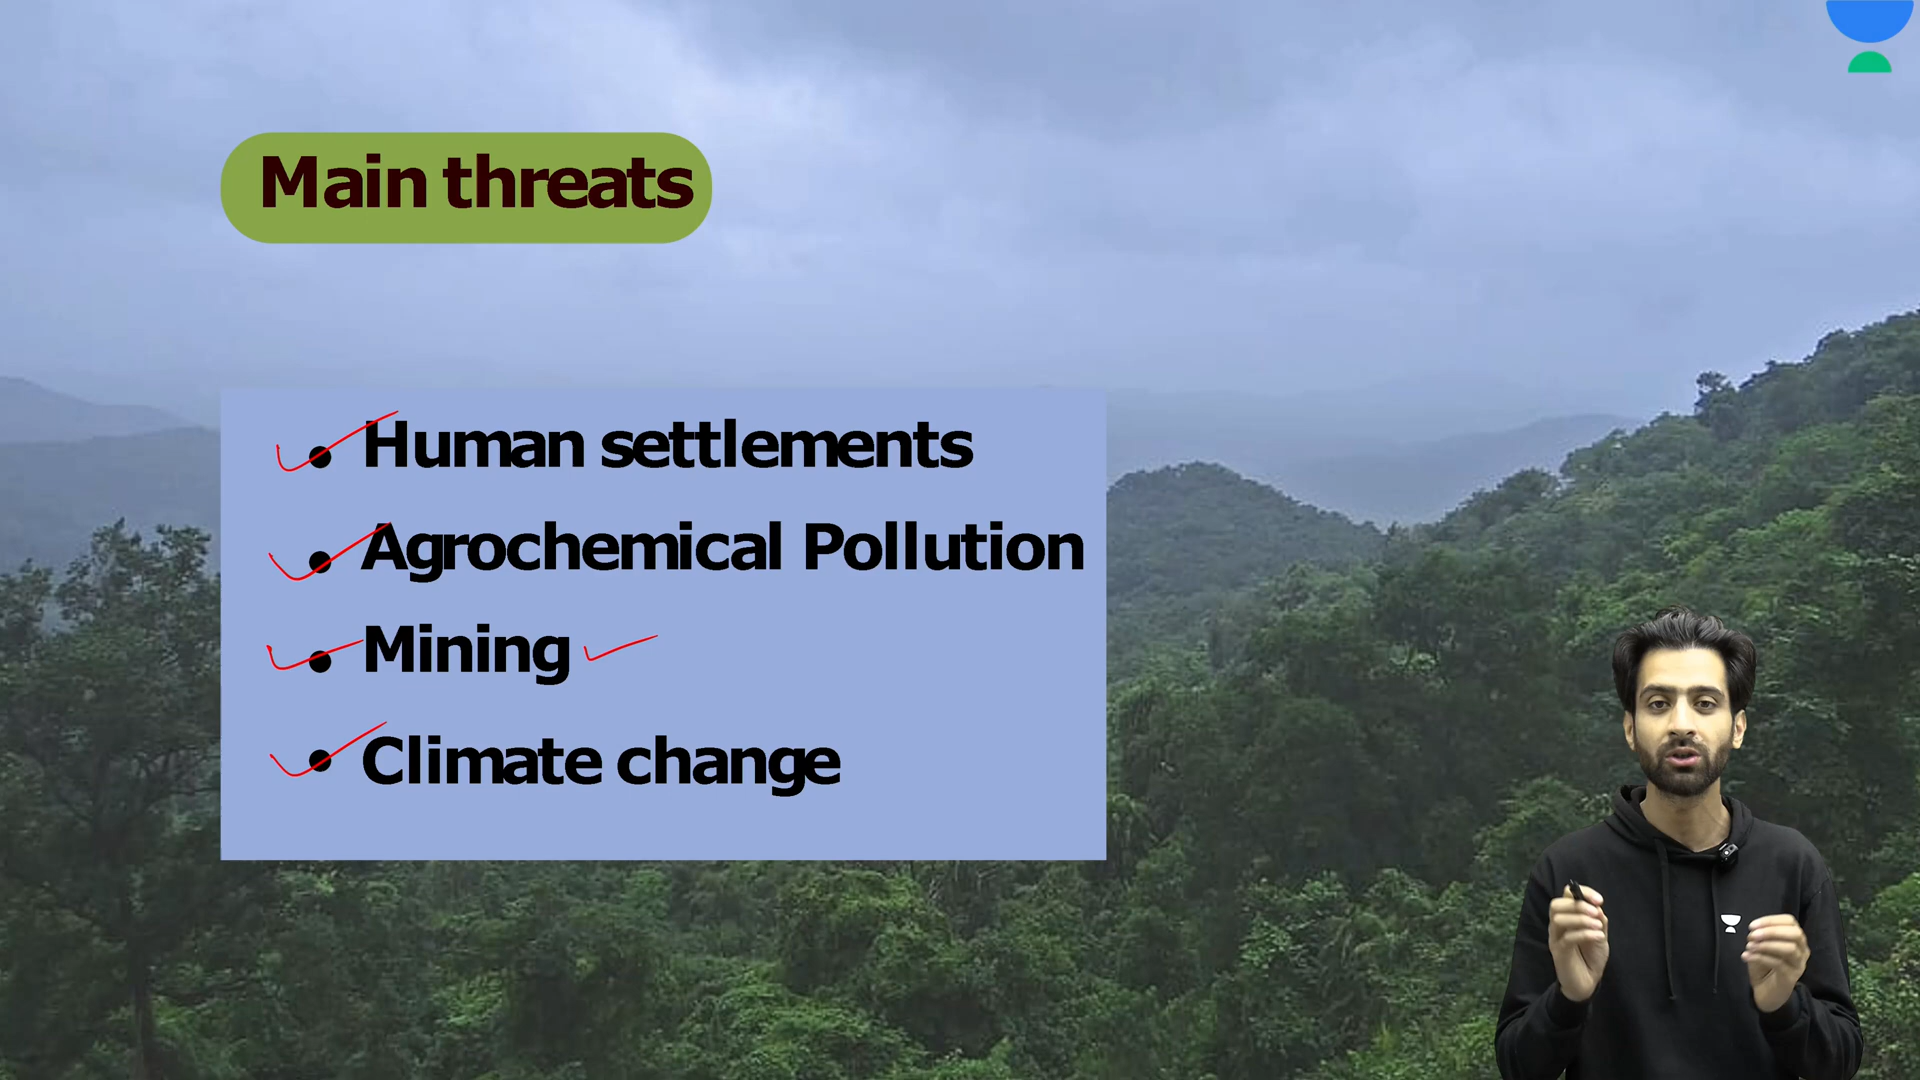 Main threats
• Human settlements
• Agrochemical Pollution
• Mining
• Climate change